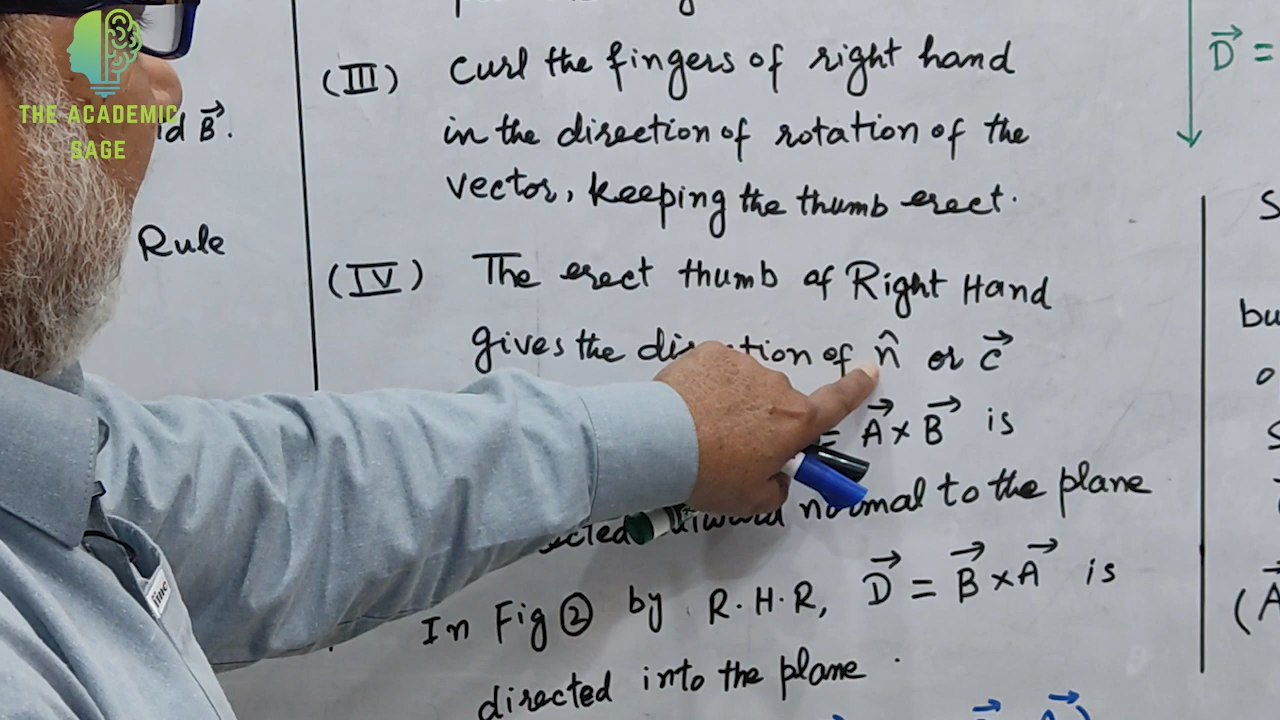 THE ACADEMIC
SAGE
B⃗.
Rule
(III) Curl the fingers of right hand
in the direction of rotation of the
vector, keeping the thumb erect.
(IV) The erect thumb of Right Hand
gives the of n̂ or C⃗
= A⃗ × B⃗ is
normal to the plane
In Fig ② by R.H.R, D⃗ = B⃗ × A⃗ is
directed into the plane.
D⃗ =
S
bu
(A⃗
linc